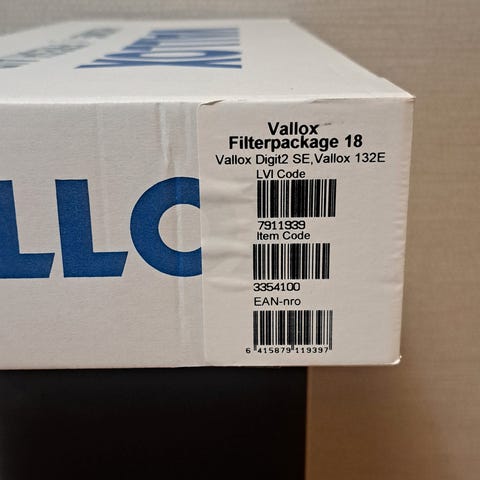 Vallox
Filterpackage 18
Vallox Digit2 SE,Vallox 132E
LVI Code
7911939
Item Code
3354100
EAN-nro
6 415879 119397
LLO